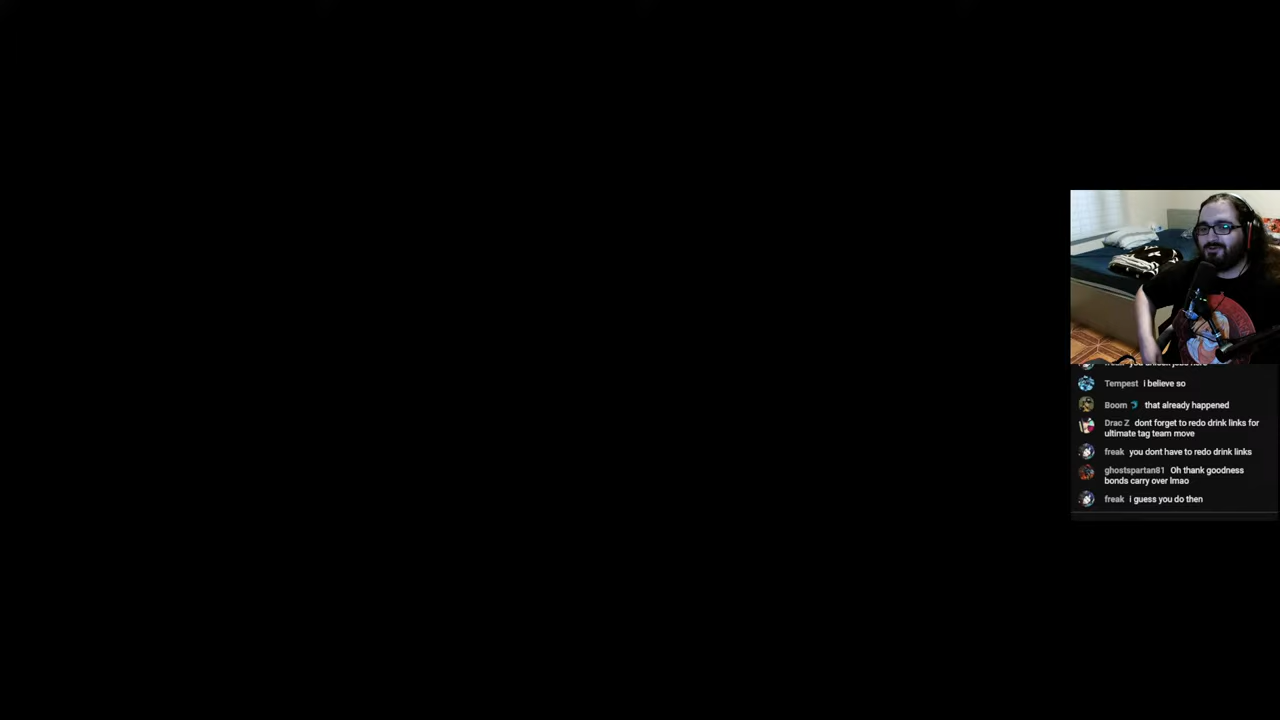 Tempest i believe so
Boom that already happened
Drac Z dont forget to redo drink links for
ultimate tag team move
freak you dont have to redo drink links
ghostspartan81 Oh thank goodness
bonds carry over lmao
freak i guess you do then